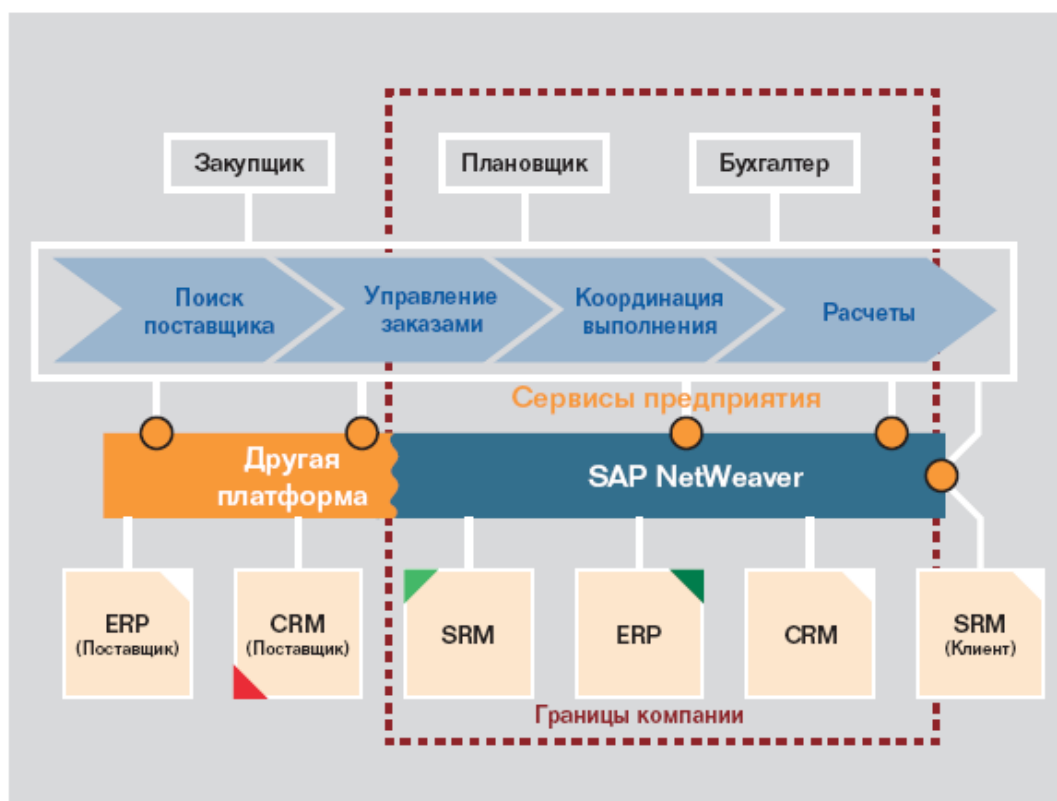 Закупщик
Плановщик
Бухгалтер
Поиск
поставщика
Управление
заказами
Координация
выполнения
Расчеты
Сервисы предприятия
Другая
платформа
SAP NetWeaver
ERP
(Поставщик)
CRM
(Поставщик)
SRM
ERP
CRM
SRM
(Клиент)
Границы компании